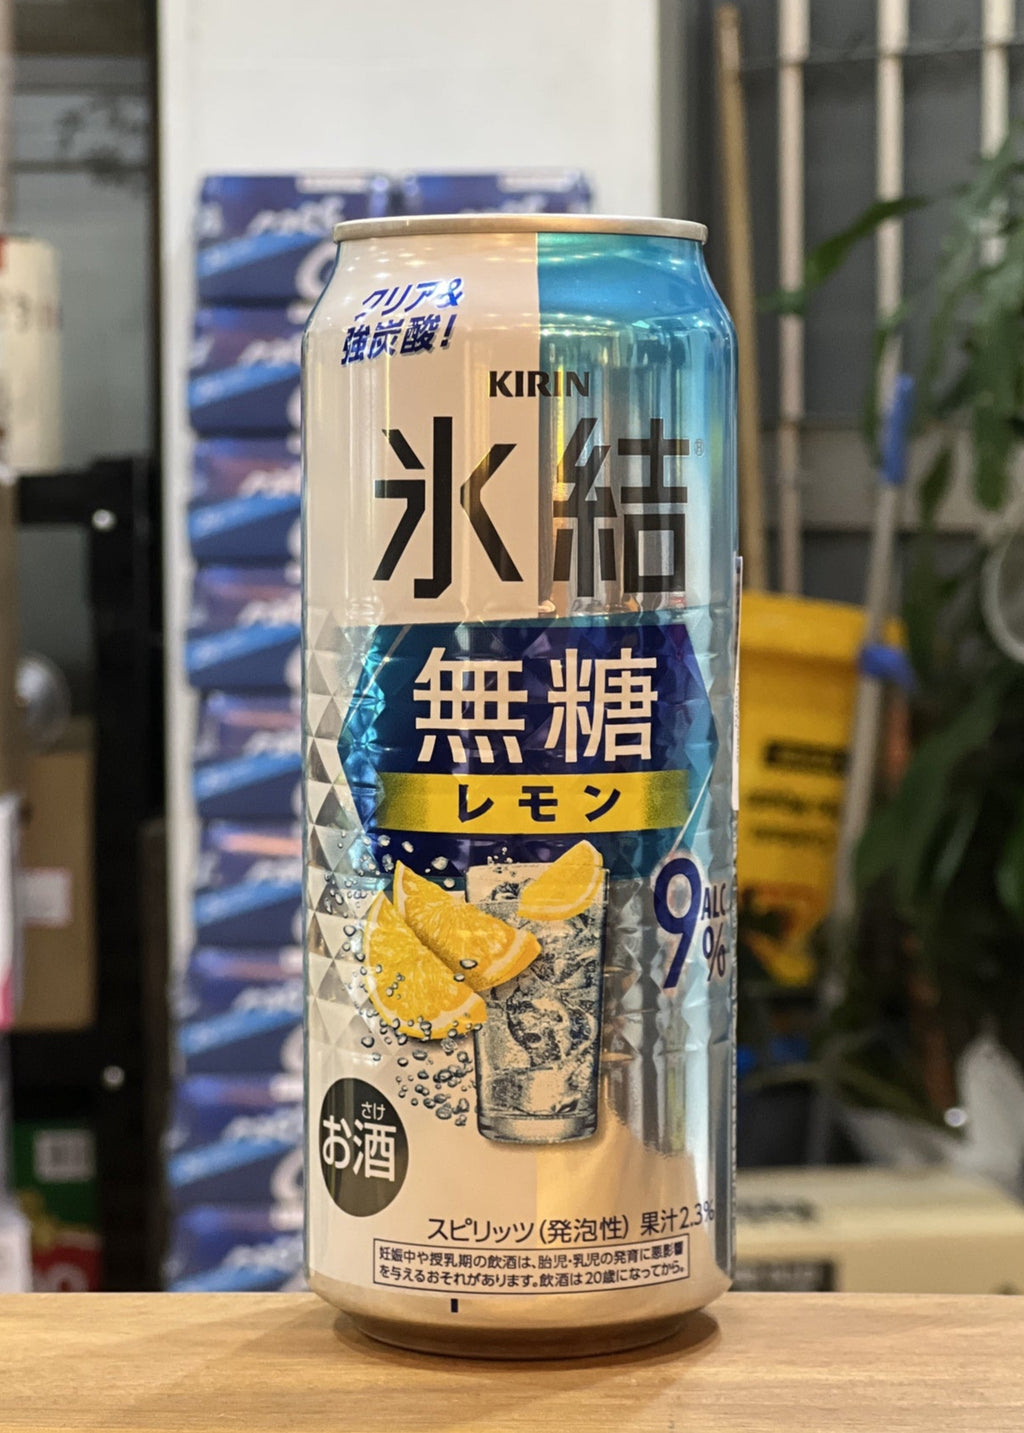 クリア&
強炭酸!
KIRIN
氷結®
無糖
レモン
9 ALC
%
さけ
お酒
スピリッツ(発泡性) 果汁2.3%
妊娠中や授乳期の飲酒は、胎児・乳児の発育に悪影響
を与えるおそれがあります。飲酒は20歳になってから。